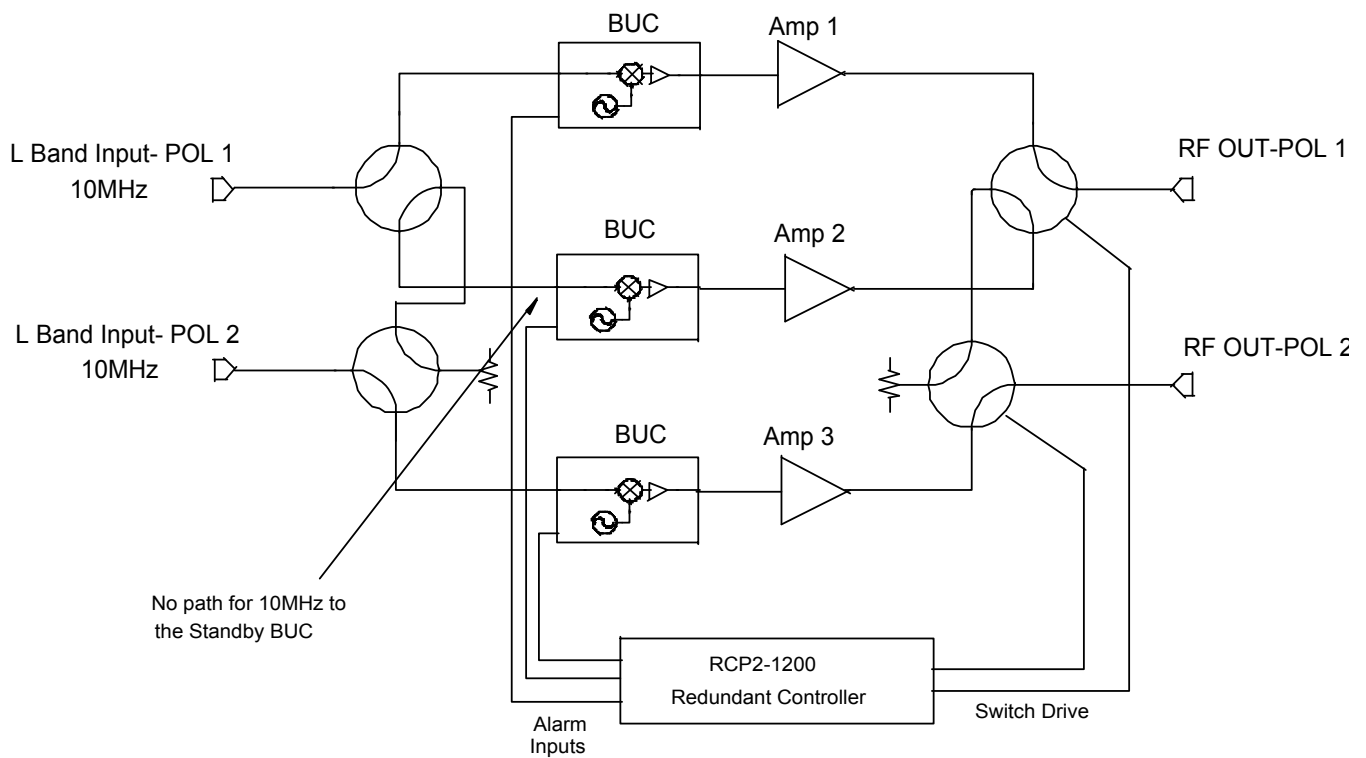 BUC
Amp 1
L Band Input- POL 1
10MHz
RF OUT-POL 1
BUC
Amp 2
L Band Input- POL 2
10MHz
RF OUT-POL 2
BUC
Amp 3
No path for 10MHz to
the Standby BUC
RCP2-1200
Redundant Controller
Alarm
Inputs
Switch Drive